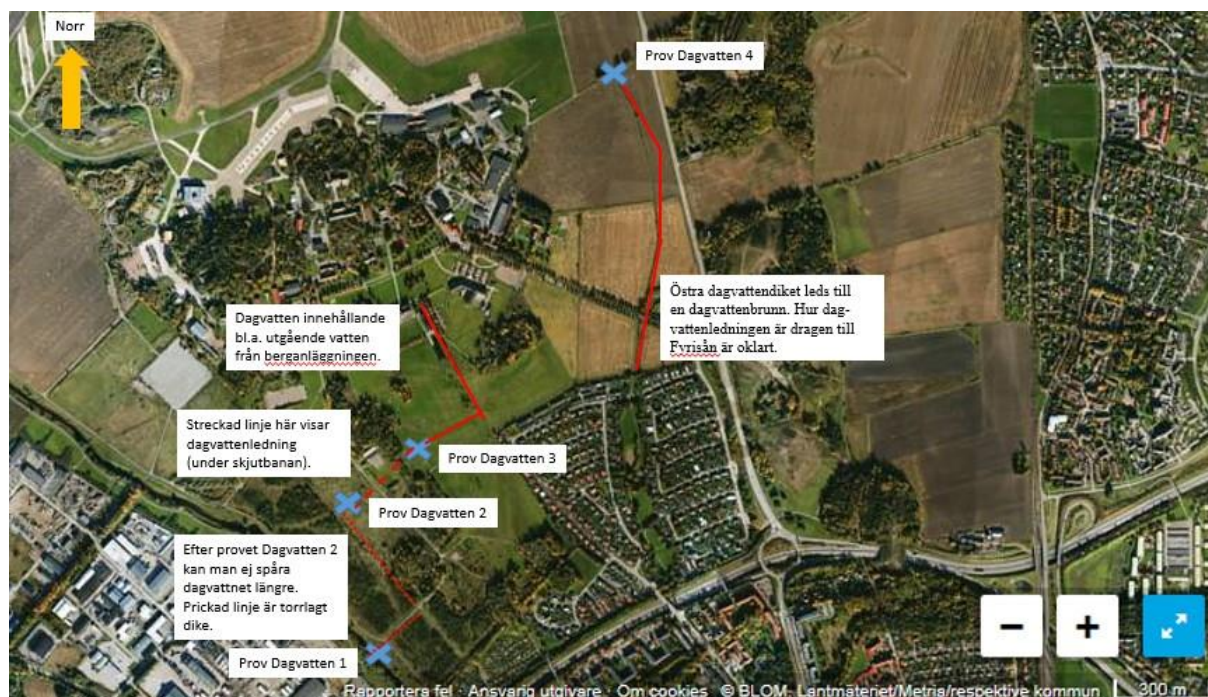 Norr
Prov Dagvatten 4
Östra dagvattendiket leds till
en dagvattenbrunn. Hur dag-
vattenledningen är dragen till
Fyrisån är oklart.
Dagvatten innehållande
bl.a. utgående vatten
från berganläggningen.
Streckad linje här visar
dagvattenledning
(under skjutbanan).
Prov Dagvatten 3
Prov Dagvatten 2
Efter provet Dagvatten 2
kan man ej spåra
dagvattnet längre.
Prickad linje är torrlagt
dike.
Prov Dagvatten 1
− +
Rapportera fel · Ansvarig utgivare · Om cookies © BLOM, Lantmäteriet/Metria/respektive kommun 300 m